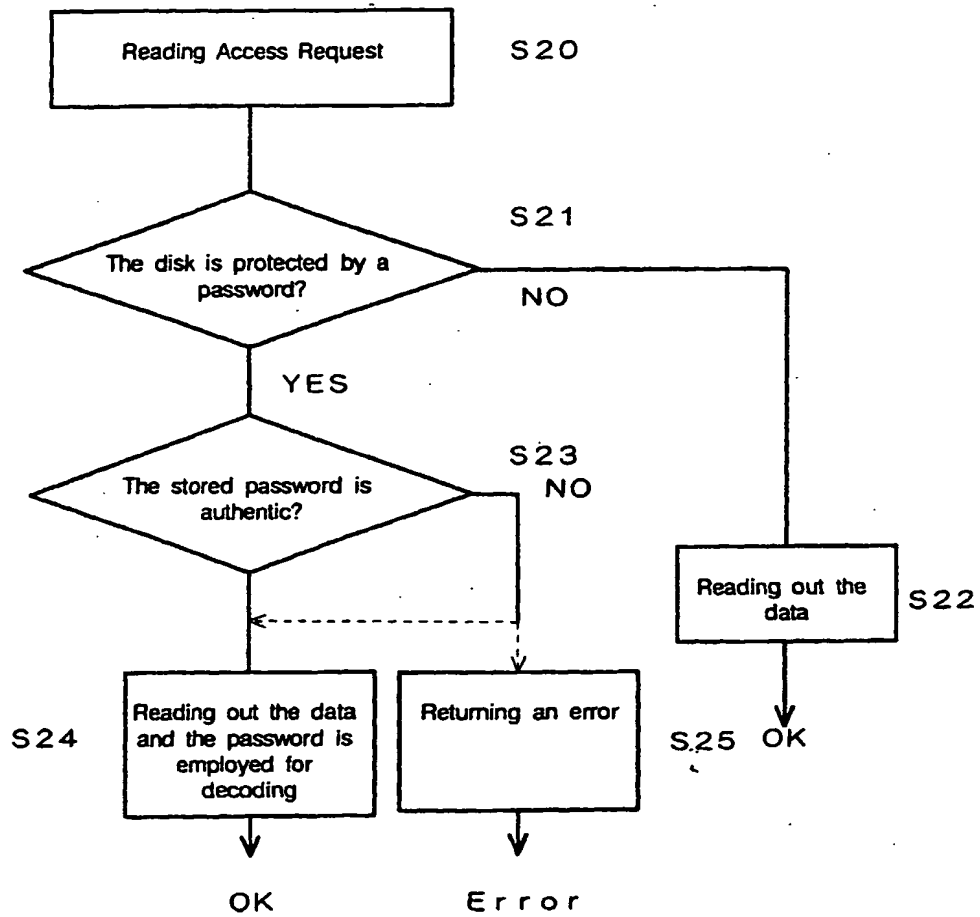 Reading Access Request
S20
S21
The disk is protected by a
password?
NO
YES
S23
The stored password is
authentic?
NO
Reading out the
data
S22
S24
Reading out the data
and the password is
employed for
decoding
Returning an error
S25
OK
OK
Error